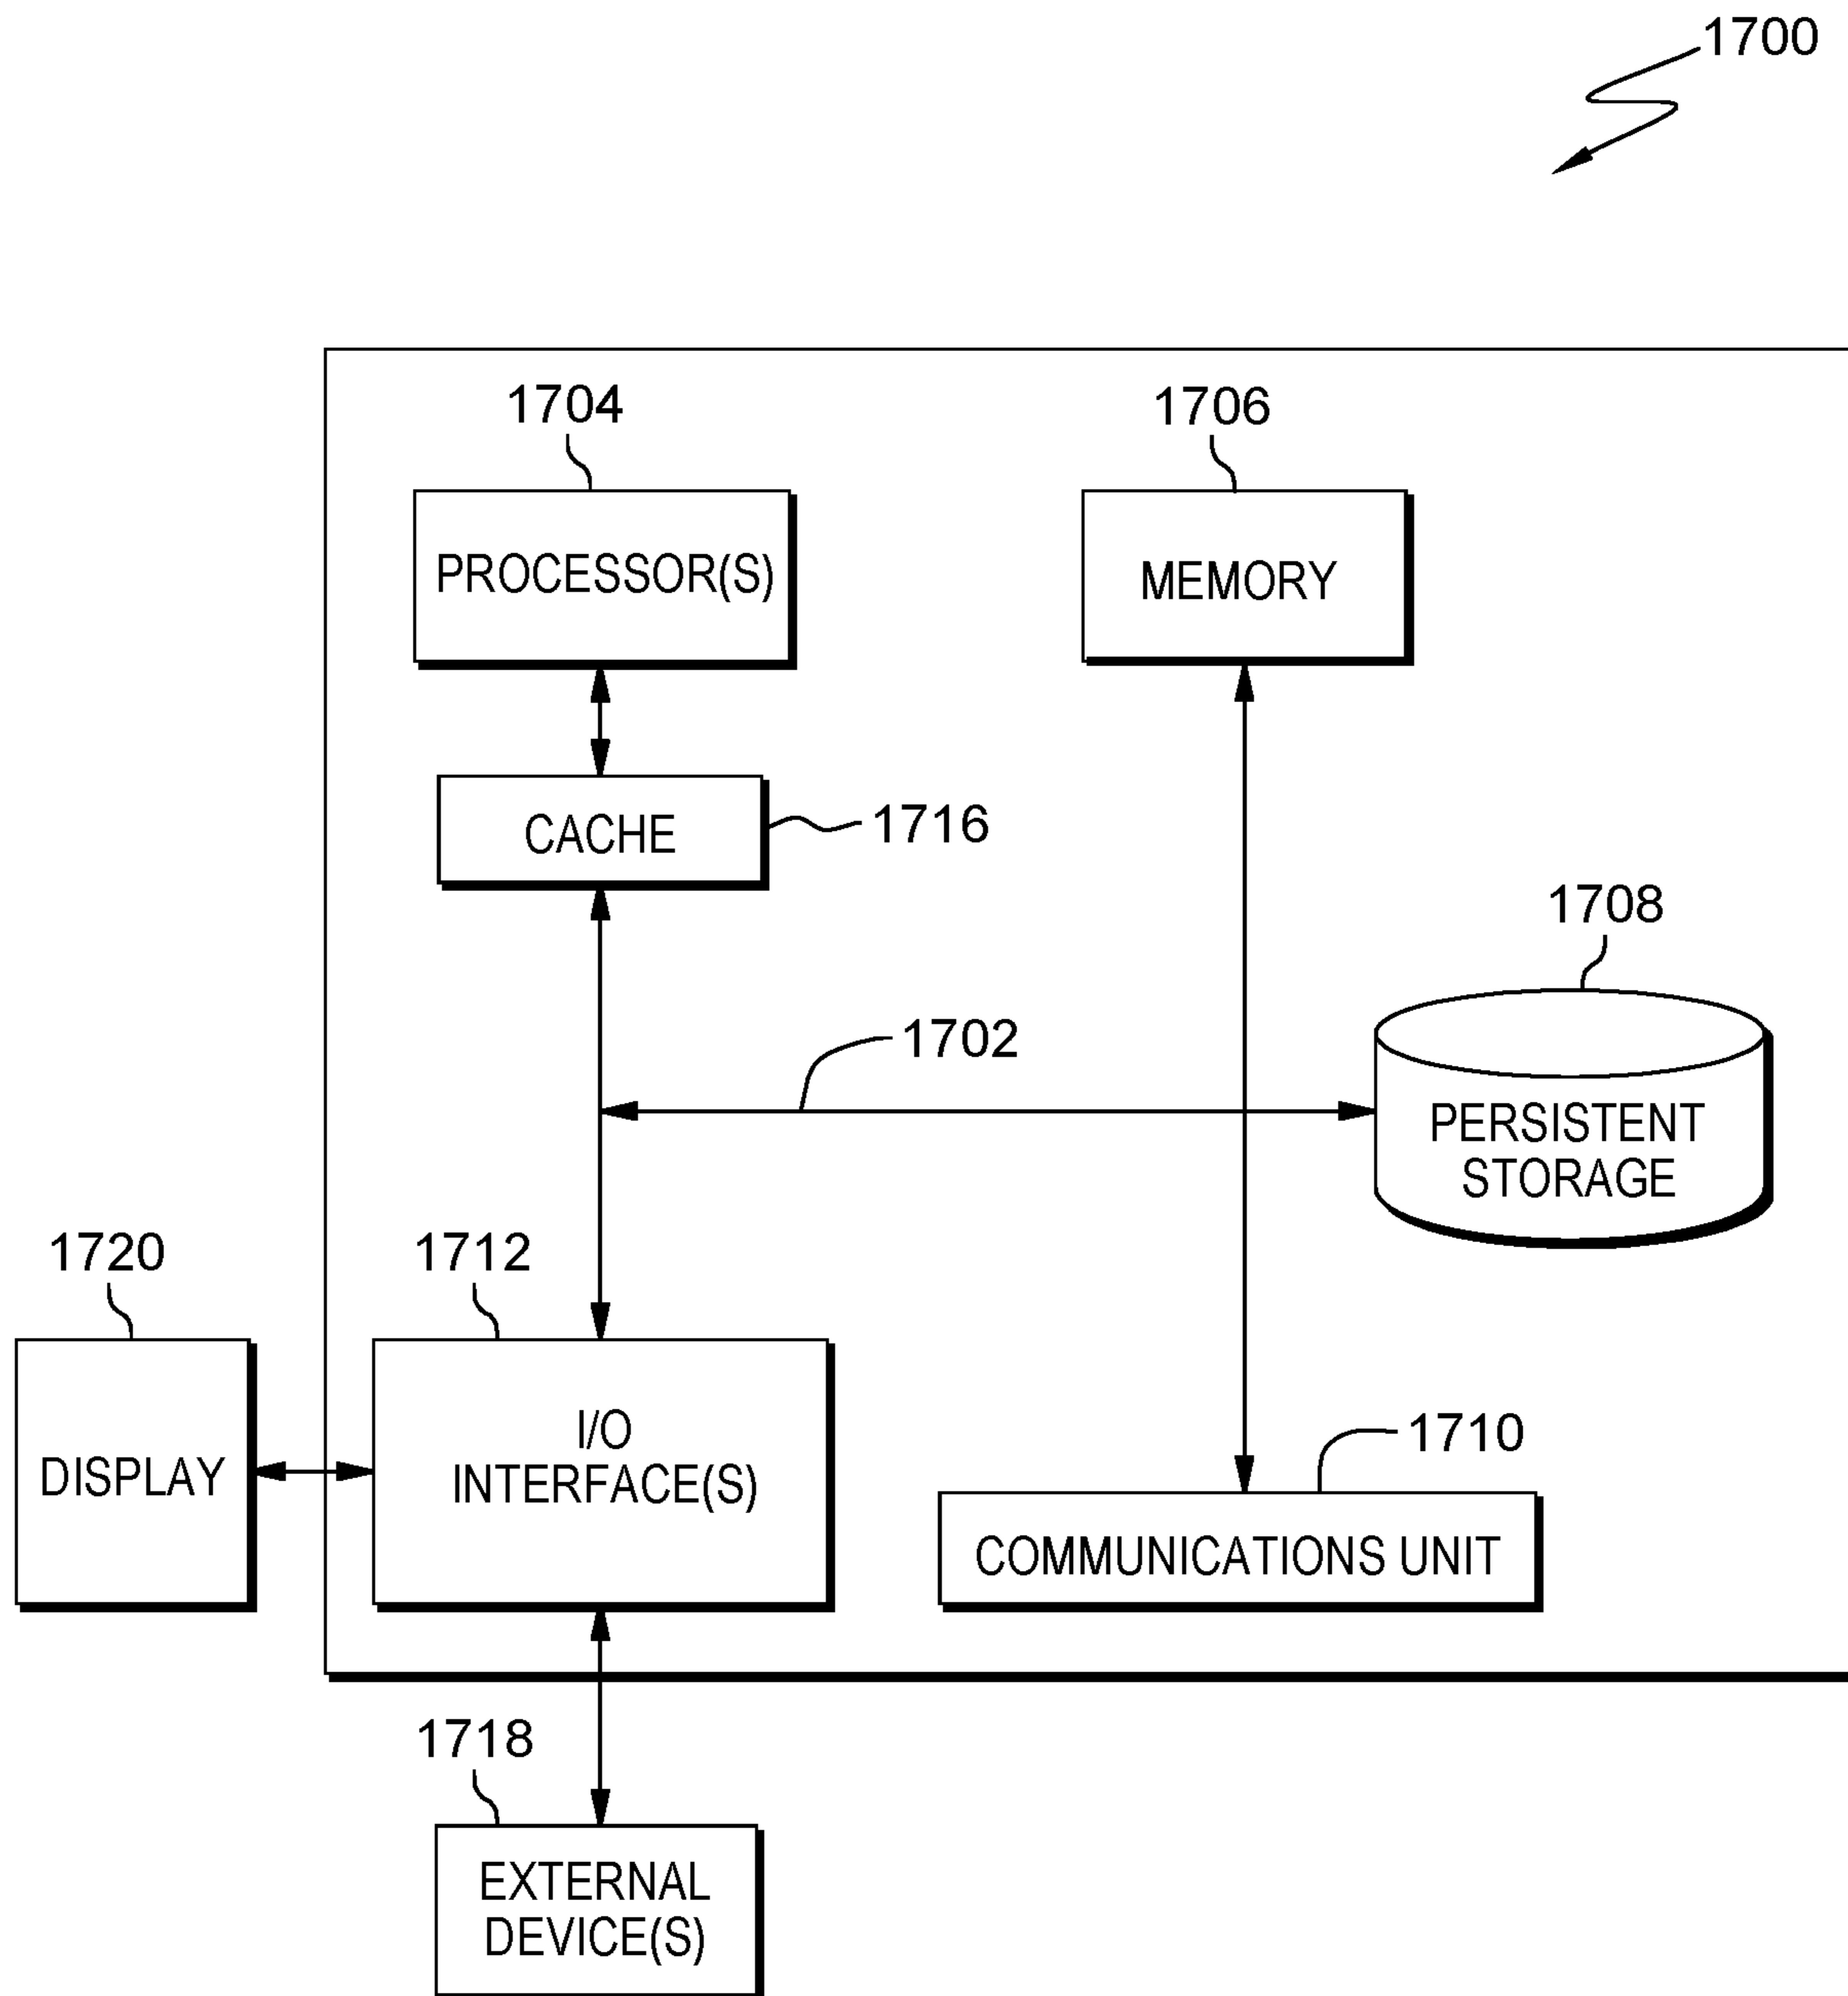 1700
1704
1706
PROCESSOR(S)
MEMORY
CACHE
1716
1708
1702
PERSISTENT
STORAGE
1720
1712
I/O
INTERFACE(S)
DISPLAY
1710
COMMUNICATIONS UNIT
1718
EXTERNAL
DEVICE(S)